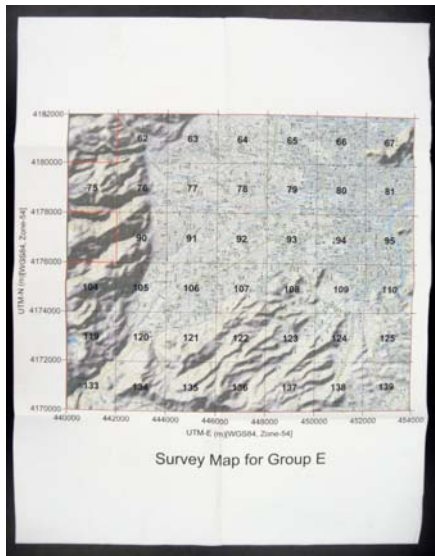 4182000
62 63 64 65 66 67
4180000
75 76 77 78 79 80 81
4178000
90 91 92 93 94 95
4176000
104 105 106 107 108 109 110
4174000
119 120 121 122 123 124 125
4172000
133 134 135 136 137 138 139
4170000
UTM-N (m)[WGS84, Zone-54]
440000 442000 444000 446000 448000 450000 452000 454000
UTM-E (m)[WGS84, Zone-54]
Survey Map for Group E